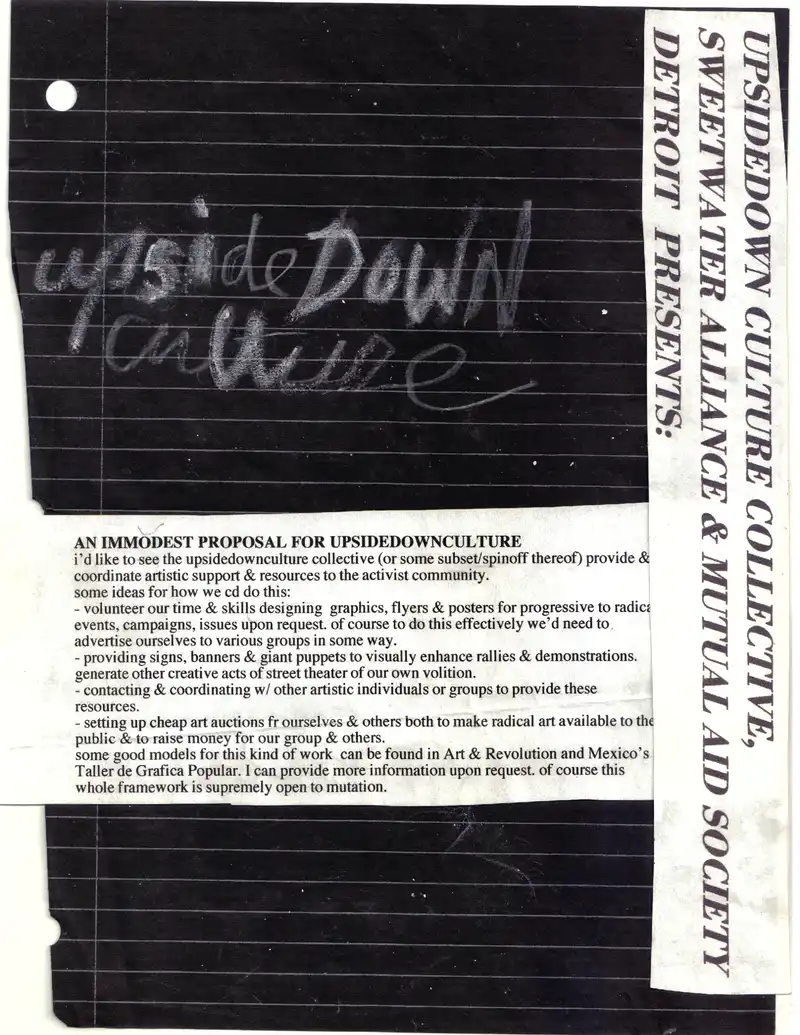 UPSIDEDOWN CULTURE COLLECTIVE,
SWEETWATER ALLIANCE & MUTUAL AID SOCIETY
DETROIT PRESENTS:
upsideDOWN
culture
AN IMMODEST PROPOSAL FOR UPSIDEDOWNCULTURE
i'd like to see the upsidedownculture collective (or some subset/spinoff thereof) provide &
coordinate artistic support & resources to the activist community.
some ideas for how we cd do this:
- volunteer our time & skills designing graphics, flyers & posters for progressive to radica
events, campaigns, issues upon request. of course to do this effectively we'd need to
advertise ourselves to various groups in some way.
- providing signs, banners & giant puppets to visually enhance rallies & demonstrations.
generate other creative acts of street theater of our own volition.
- contacting & coordinating w/ other artistic individuals or groups to provide these
resources.
- setting up cheap art auctions fr ourselves & others both to make radical art available to the
public & to raise money for our group & others.
some good models for this kind of work can be found in Art & Revolution and Mexico's
Taller de Grafica Popular. I can provide more information upon request. of course this
whole framework is supremely open to mutation.